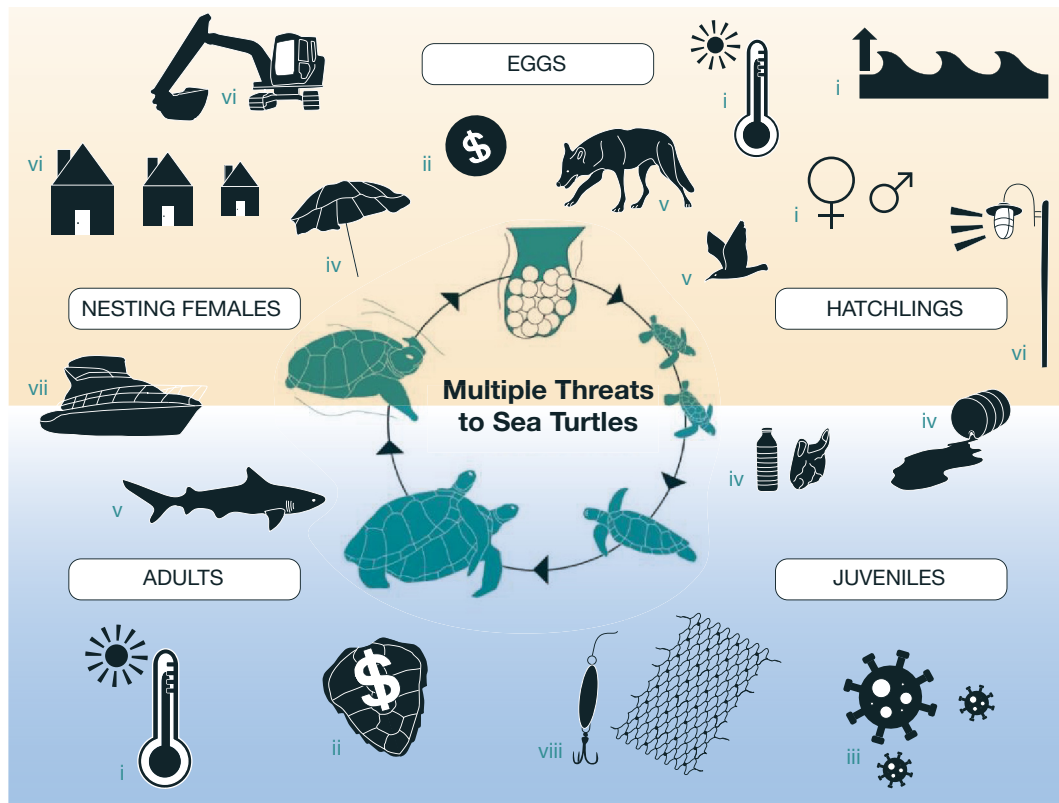 EGGS
vi
i
i
ii
$
vi
v
i
iv
v
NESTING FEMALES
HATCHLINGS
vi
vii
Multiple Threats
to Sea Turtles
iv
iv
v
ADULTS
JUVENILES
$
i
ii
viii
iii